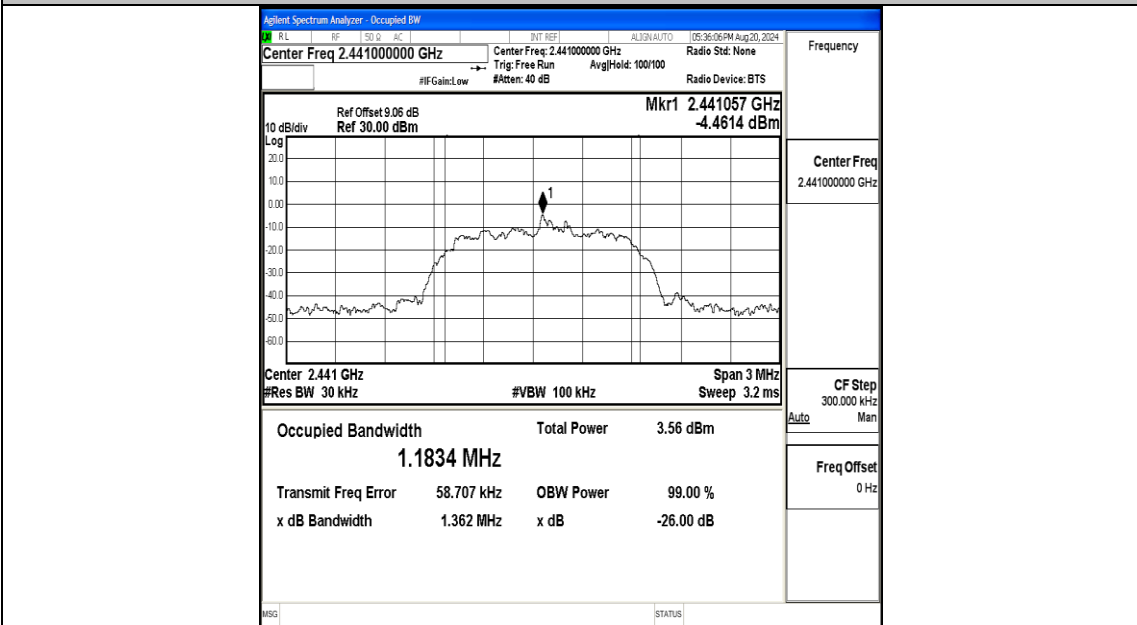 Agilent Spectrum Analyzer - Occupied BW
RL RF 50 Ω AC INT REF ALIGN AUTO 05:36:06 PM Aug 20, 2024
Center Freq 2.441000000 GHz
Center Freq: 2.441000000 GHz Radio Std: None
Trig: Free Run Avg|Hold: 100/100
#IFGain:Low #Atten: 40 dB Radio Device: BTS
Frequency
Ref Offset 9.06 dB Mkr1 2.441057 GHz
10 dB/div Ref 30.00 dBm -4.4614 dBm
Log
20.0
10.0
0.00
-10.0
-20.0
-30.0
-40.0
-50.0
-60.0
1
Center 2.441 GHz Span 3 MHz
#Res BW 30 kHz #VBW 100 kHz Sweep 3.2 ms
Occupied Bandwidth Total Power 3.56 dBm
1.1834 MHz
Transmit Freq Error 58.707 kHz OBW Power 99.00 %
x dB Bandwidth 1.362 MHz x dB -26.00 dB
Center Freq
2.441000000 GHz
CF Step
300.000 kHz
Auto Man
Freq Offset
0 Hz
MSG STATUS